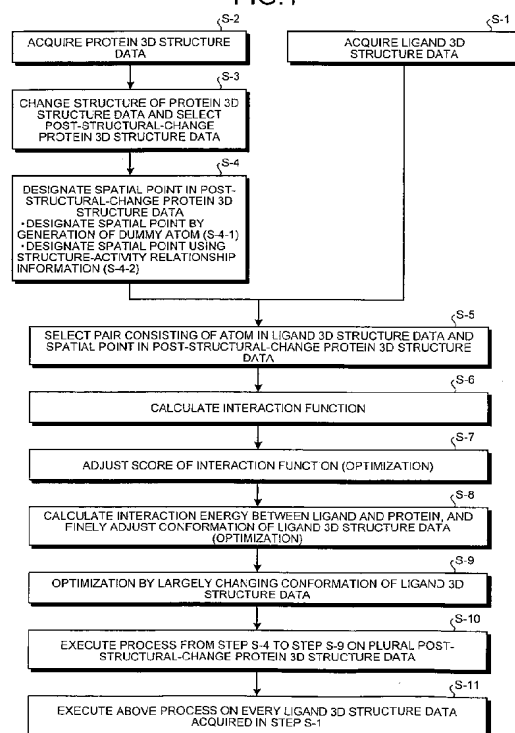 FIG.1
S-2
ACQUIRE PROTEIN 3D STRUCTURE
DATA
S-1
ACQUIRE LIGAND 3D
STRUCTURE DATA
S-3
CHANGE STRUCTURE OF PROTEIN 3D
STRUCTURE DATA AND SELECT
POST-STRUCTURAL-CHANGE
PROTEIN 3D STRUCTURE DATA
S-4
DESIGNATE SPATIAL POINT IN POST-
STRUCTURAL-CHANGE PROTEIN 3D
STRUCTURE DATA
・DESIGNATE SPATIAL POINT BY
GENERATION OF DUMMY ATOM (S-4-1)
・DESIGNATE SPATIAL POINT USING
STRUCTURE-ACTIVITY RELATIONSHIP
INFORMATION (S-4-2)
S-5
SELECT PAIR CONSISTING OF ATOM IN LIGAND 3D STRUCTURE DATA AND
SPATIAL POINT IN POST-STRUCTURAL-CHANGE PROTEIN 3D STRUCTURE
DATA
S-6
CALCULATE INTERACTION FUNCTION
S-7
ADJUST SCORE OF INTERACTION FUNCTION (OPTIMIZATION)
S-8
CALCULATE INTERACTION ENERGY BETWEEN LIGAND AND PROTEIN, AND
FINELY ADJUST CONFORMATION OF LIGAND 3D STRUCTURE DATA
(OPTIMIZATION)
S-9
OPTIMIZATION BY LARGELY CHANGING CONFORMATION OF LIGAND 3D
STRUCTURE DATA
S-10
EXECUTE PROCESS FROM STEP S-4 TO STEP S-9 ON PLURAL POST-
STRUCTURAL-CHANGE PROTEIN 3D STRUCTURE DATA
S-11
EXECUTE ABOVE PROCESS ON EVERY LIGAND 3D STRUCTURE DATA
ACQUIRED IN STEP S-1